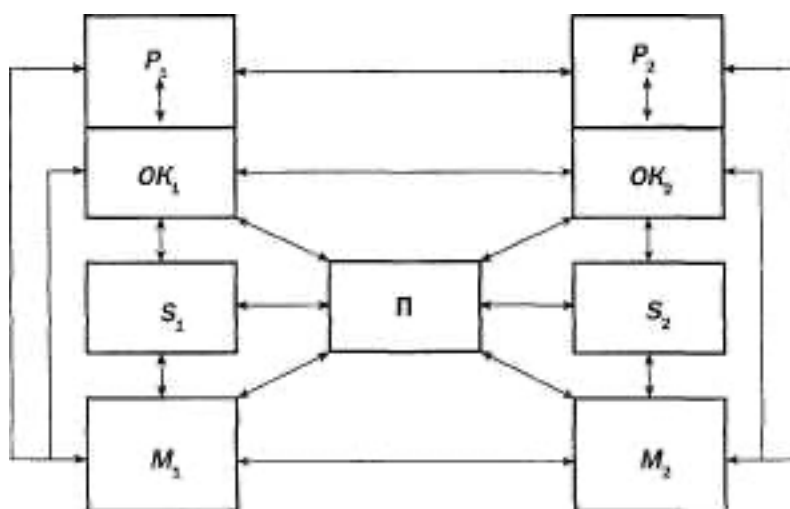 P₁ P₂
OK₁ OK₂
S₁ П S₂
M₁ M₂